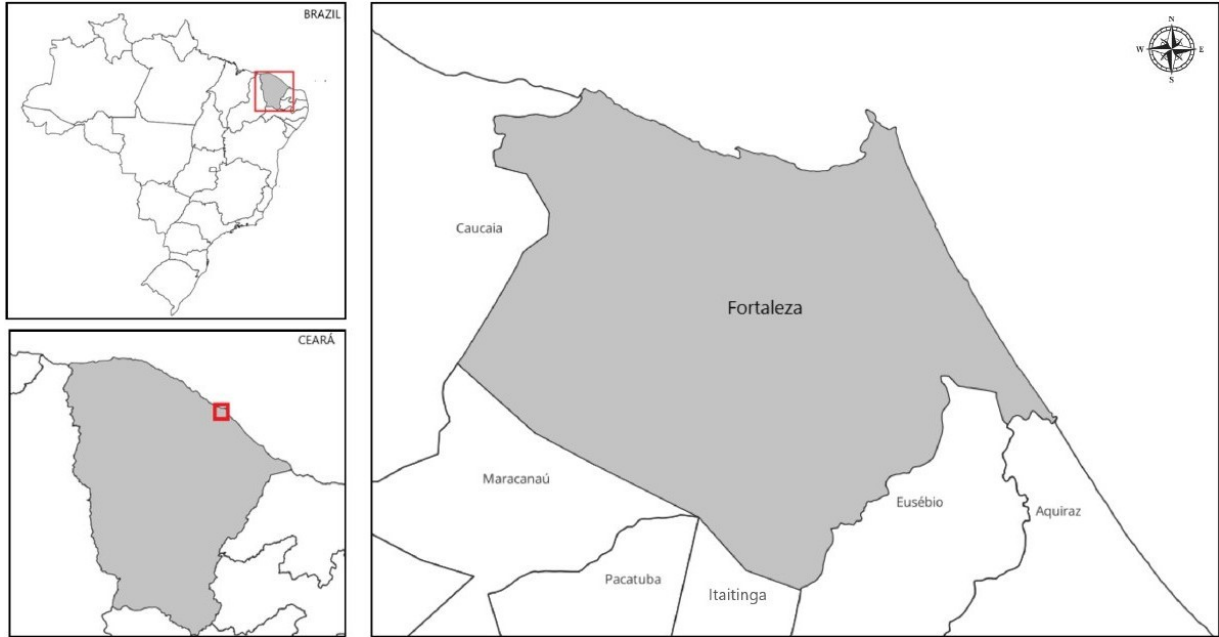 BRAZIL
CEARÁ
N
W E
S
Caucaia
Fortaleza
Maracanaú
Eusébio
Aquiraz
Pacatuba
Itaitinga